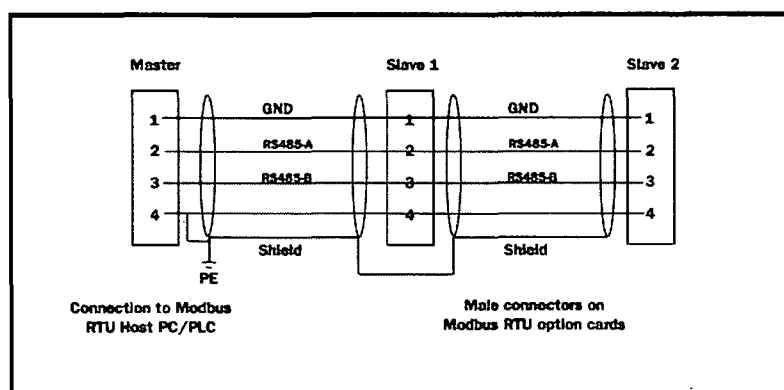 Master Slave 1 Slave 2
1 GND 1 GND 1
2 RS485-A 2 RS485-A 2
3 RS485-B 3 RS485-B 3
4 4 4
Shield Shield
PE
Connection to Modbus
RTU Host PC/PLC
Male connectors on
Modbus RTU option cards